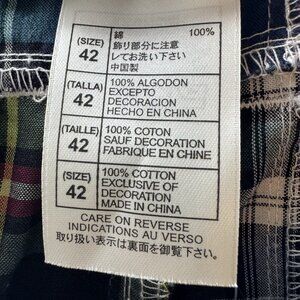 (SIZE) 42
綿 100%
飾り部分に注意
レてお洗い下さい
中国製
(TALLA) 42
100% ALGODON
EXCEPTO
DECORACION
HECHO EN CHINA
(TAILLE) 42
100% COTON
SAUF DECORATION
FABRIQUE EN CHINE
(SIZE) 42
100% COTTON
EXCLUSIVE OF
DECORATION
MADE IN CHINA
CARE ON REVERSE
INDICATIONS AU VERSO
取り扱い表示は裏面を御覧下さい